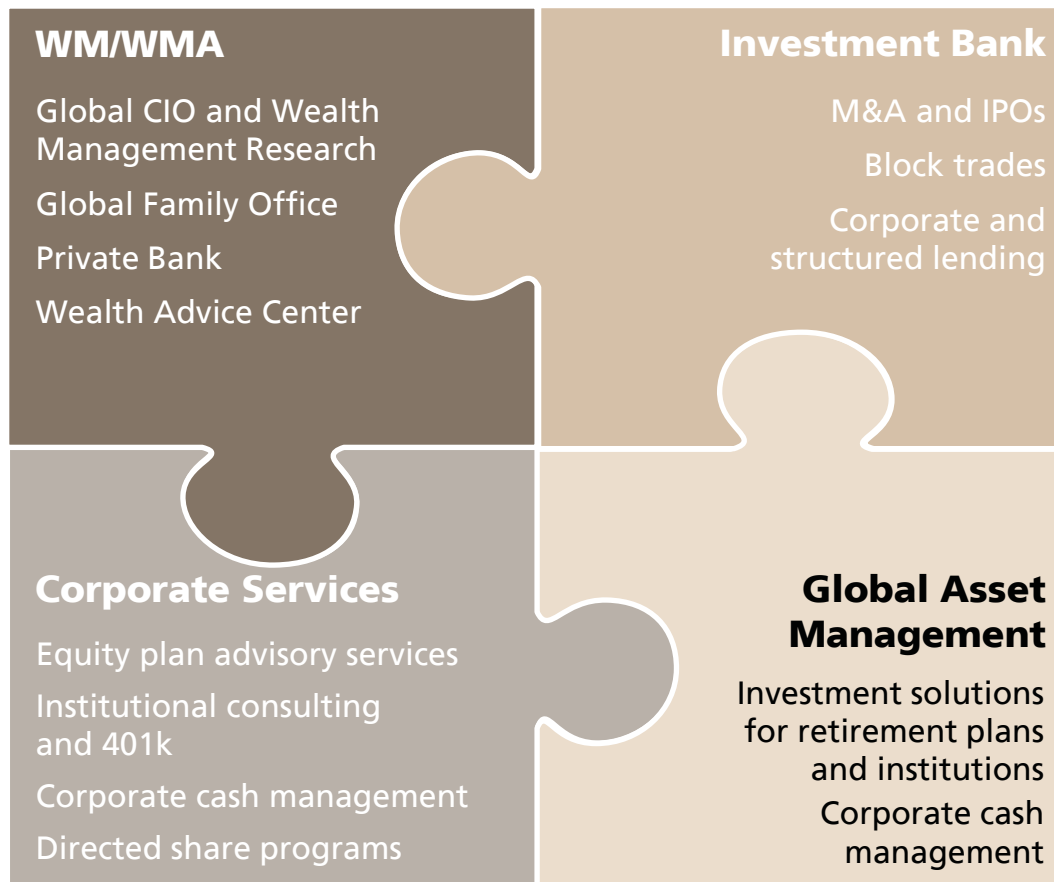 WM/WMA
Global CIO and Wealth
Management Research
Global Family Office
Private Bank
Wealth Advice Center
Investment Bank
M&A and IPOs
Block trades
Corporate and
structured lending
Corporate Services
Equity plan advisory services
Institutional consulting
and 401k
Corporate cash management
Directed share programs
Global Asset
Management
Investment solutions
for retirement plans
and institutions
Corporate cash
management